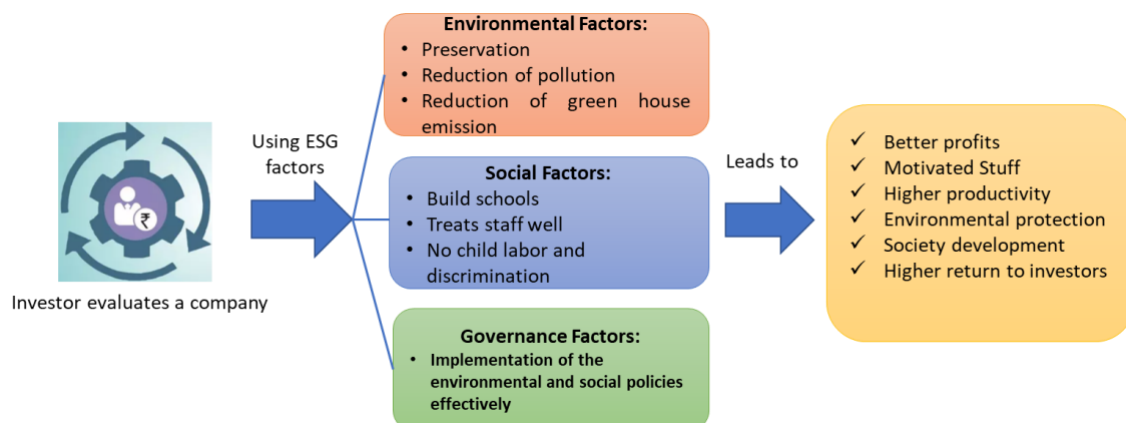 Investor evaluates a company
Using ESG
factors
Environmental Factors:
• Preservation
• Reduction of pollution
• Reduction of green house
emission
Social Factors:
• Build schools
• Treats staff well
• No child labor and
discrimination
Governance Factors:
• Implementation of the
environmental and social policies
effectively
Leads to
✓ Better profits
✓ Motivated Stuff
✓ Higher productivity
✓ Environmental protection
✓ Society development
✓ Higher return to investors
₹